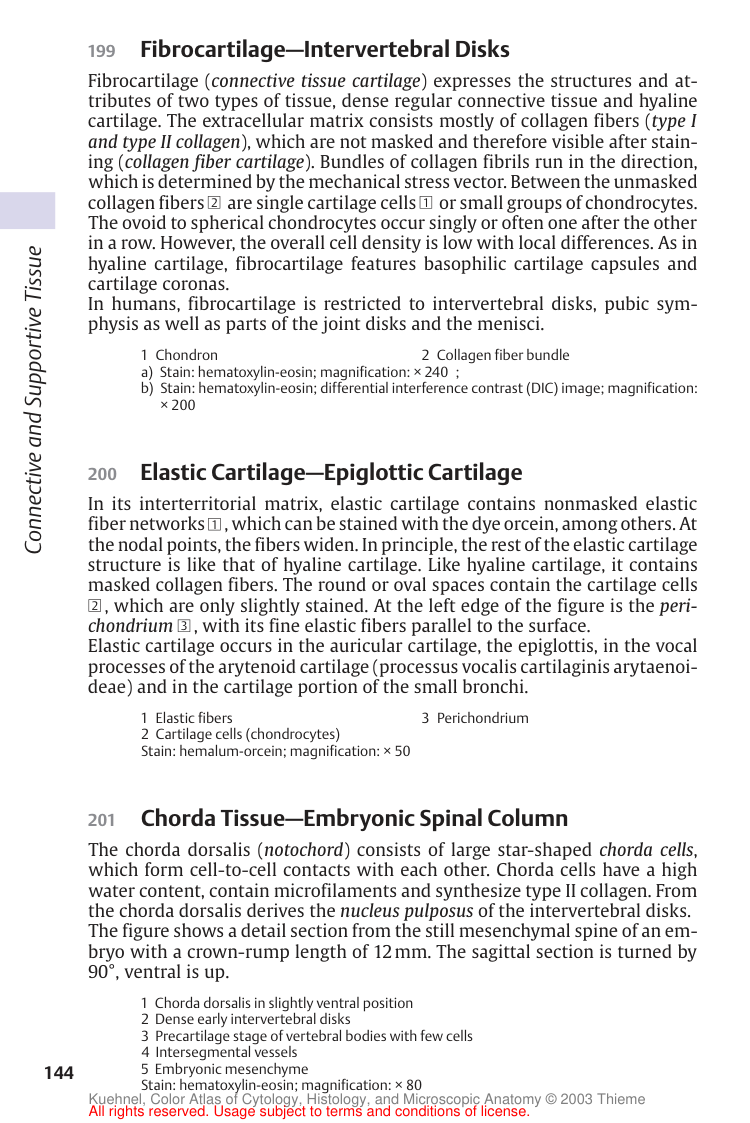 199 Fibrocartilage—Intervertebral Disks
Fibrocartilage (connective tissue cartilage) expresses the structures and at-
tributes of two types of tissue, dense regular connective tissue and hyaline
cartilage. The extracellular matrix consists mostly of collagen fibers (type I
and type II collagen), which are not masked and therefore visible after stain-
ing (collagen fiber cartilage). Bundles of collagen fibrils run in the direction,
which is determined by the mechanical stress vector. Between the unmasked
collagen fibers 2 are single cartilage cells 1 or small groups of chondrocytes.
The ovoid to spherical chondrocytes occur singly or often one after the other
in a row. However, the overall cell density is low with local differences. As in
hyaline cartilage, fibrocartilage features basophilic cartilage capsules and
cartilage coronas.
In humans, fibrocartilage is restricted to intervertebral disks, pubic sym-
physis as well as parts of the joint disks and the menisci.
1 Chondron 2 Collagen fiber bundle
a) Stain: hematoxylin-eosin; magnification: × 240 ;
b) Stain: hematoxylin-eosin; differential interference contrast (DIC) image; magnification:
× 200
Connective and Supportive Tissue
200 Elastic Cartilage—Epiglottic Cartilage
In its interterritorial matrix, elastic cartilage contains nonmasked elastic
fiber networks 1, which can be stained with the dye orcein, among others. At
the nodal points, the fibers widen. In principle, the rest of the elastic cartilage
structure is like that of hyaline cartilage. Like hyaline cartilage, it contains
masked collagen fibers. The round or oval spaces contain the cartilage cells
2, which are only slightly stained. At the left edge of the figure is the peri-
chondrium 3, with its fine elastic fibers parallel to the surface.
Elastic cartilage occurs in the auricular cartilage, the epiglottis, in the vocal
processes of the arytenoid cartilage (processus vocalis cartilaginis arytaenoi-
deae) and in the cartilage portion of the small bronchi.
1 Elastic fibers 3 Perichondrium
2 Cartilage cells (chondrocytes)
Stain: hemalum-orcein; magnification: × 50
201 Chorda Tissue—Embryonic Spinal Column
The chorda dorsalis (notochord) consists of large star-shaped chorda cells,
which form cell-to-cell contacts with each other. Chorda cells have a high
water content, contain microfilaments and synthesize type II collagen. From
the chorda dorsalis derives the nucleus pulposus of the intervertebral disks.
The figure shows a detail section from the still mesenchymal spine of an em-
bryo with a crown-rump length of 12 mm. The sagittal section is turned by
90°, ventral is up.
1 Chorda dorsalis in slightly ventral position
2 Dense early intervertebral disks
3 Precartilage stage of vertebral bodies with few cells
4 Intersegmental vessels
5 Embryonic mesenchyme
Stain: hematoxylin-eosin; magnification: × 80
144
Kuehnel, Color Atlas of Cytology, Histology, and Microscopic Anatomy © 2003 Thieme
All rights reserved. Usage subject to terms and conditions of license.